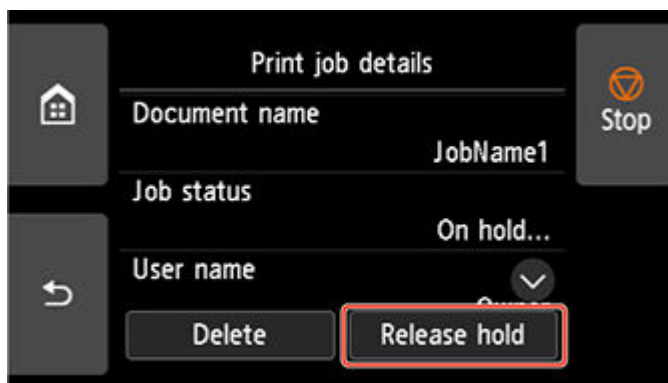 Print job details
Document name
JobName1
Stop
Job status
On hold...
User name
Delete
Release hold